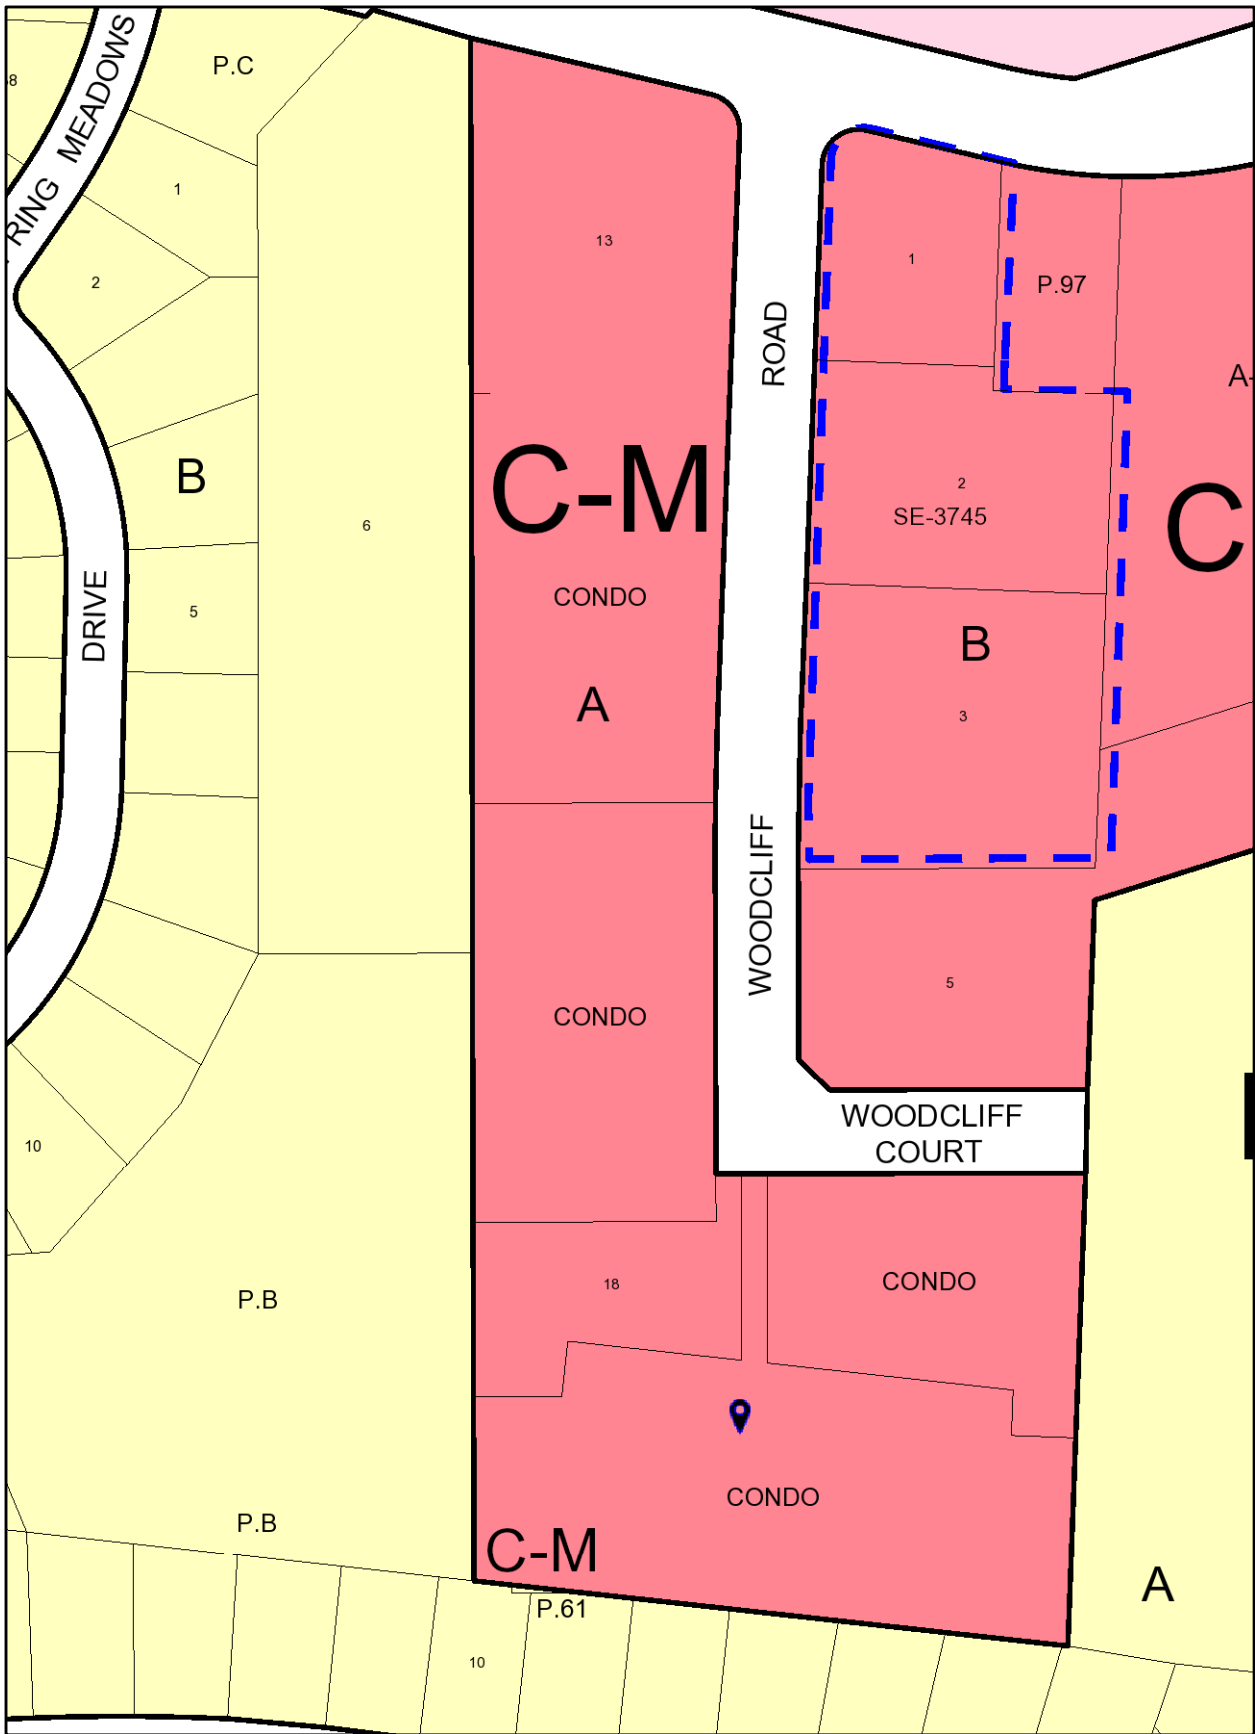 MEADOWS
RING
P.C
8
1
2
13
1
P.97
ROAD
A-
C-M
B
6
2
SE-3745
C
DRIVE
5
CONDO
A
B
3
WOODCLIFF
5
CONDO
WOODCLIFF
COURT
10
18
CONDO
P.B
CONDO
P.B
C-M
A
P.61
10